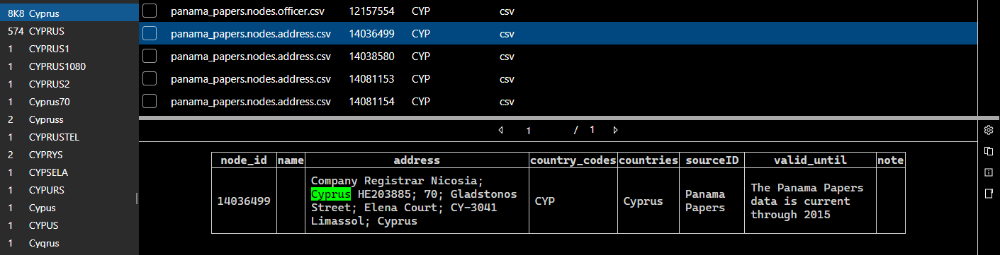 8K8 Cyprus
574 CYPRUS
1 CYPRUS1
1 CYPRUS1080
1 CYPRUS2
1 Cyprus70
2 Cypruss
1 CYPRUSTEL
2 CYPRYS
1 CYPSELA
1 CYPURS
1 Cypus
1 CYPUS
1 Cyqrus
panama_papers.nodes.officer.csv 12157554 CYP csv
panama_papers.nodes.address.csv 14036499 CYP csv
panama_papers.nodes.address.csv 14038580 CYP csv
panama_papers.nodes.address.csv 14081153 CYP csv
panama_papers.nodes.address.csv 14081154 CYP csv
1 / 1
node_id name address country_codes countries sourceID valid_until note
14036499
Company Registrar Nicosia;
Cyprus HE203885; 70; Gladstonos
Street; Elena Court; CY-3041
Limassol; Cyprus
CYP
Cyprus
Panama
Papers
The Panama Papers
data is current
through 2015